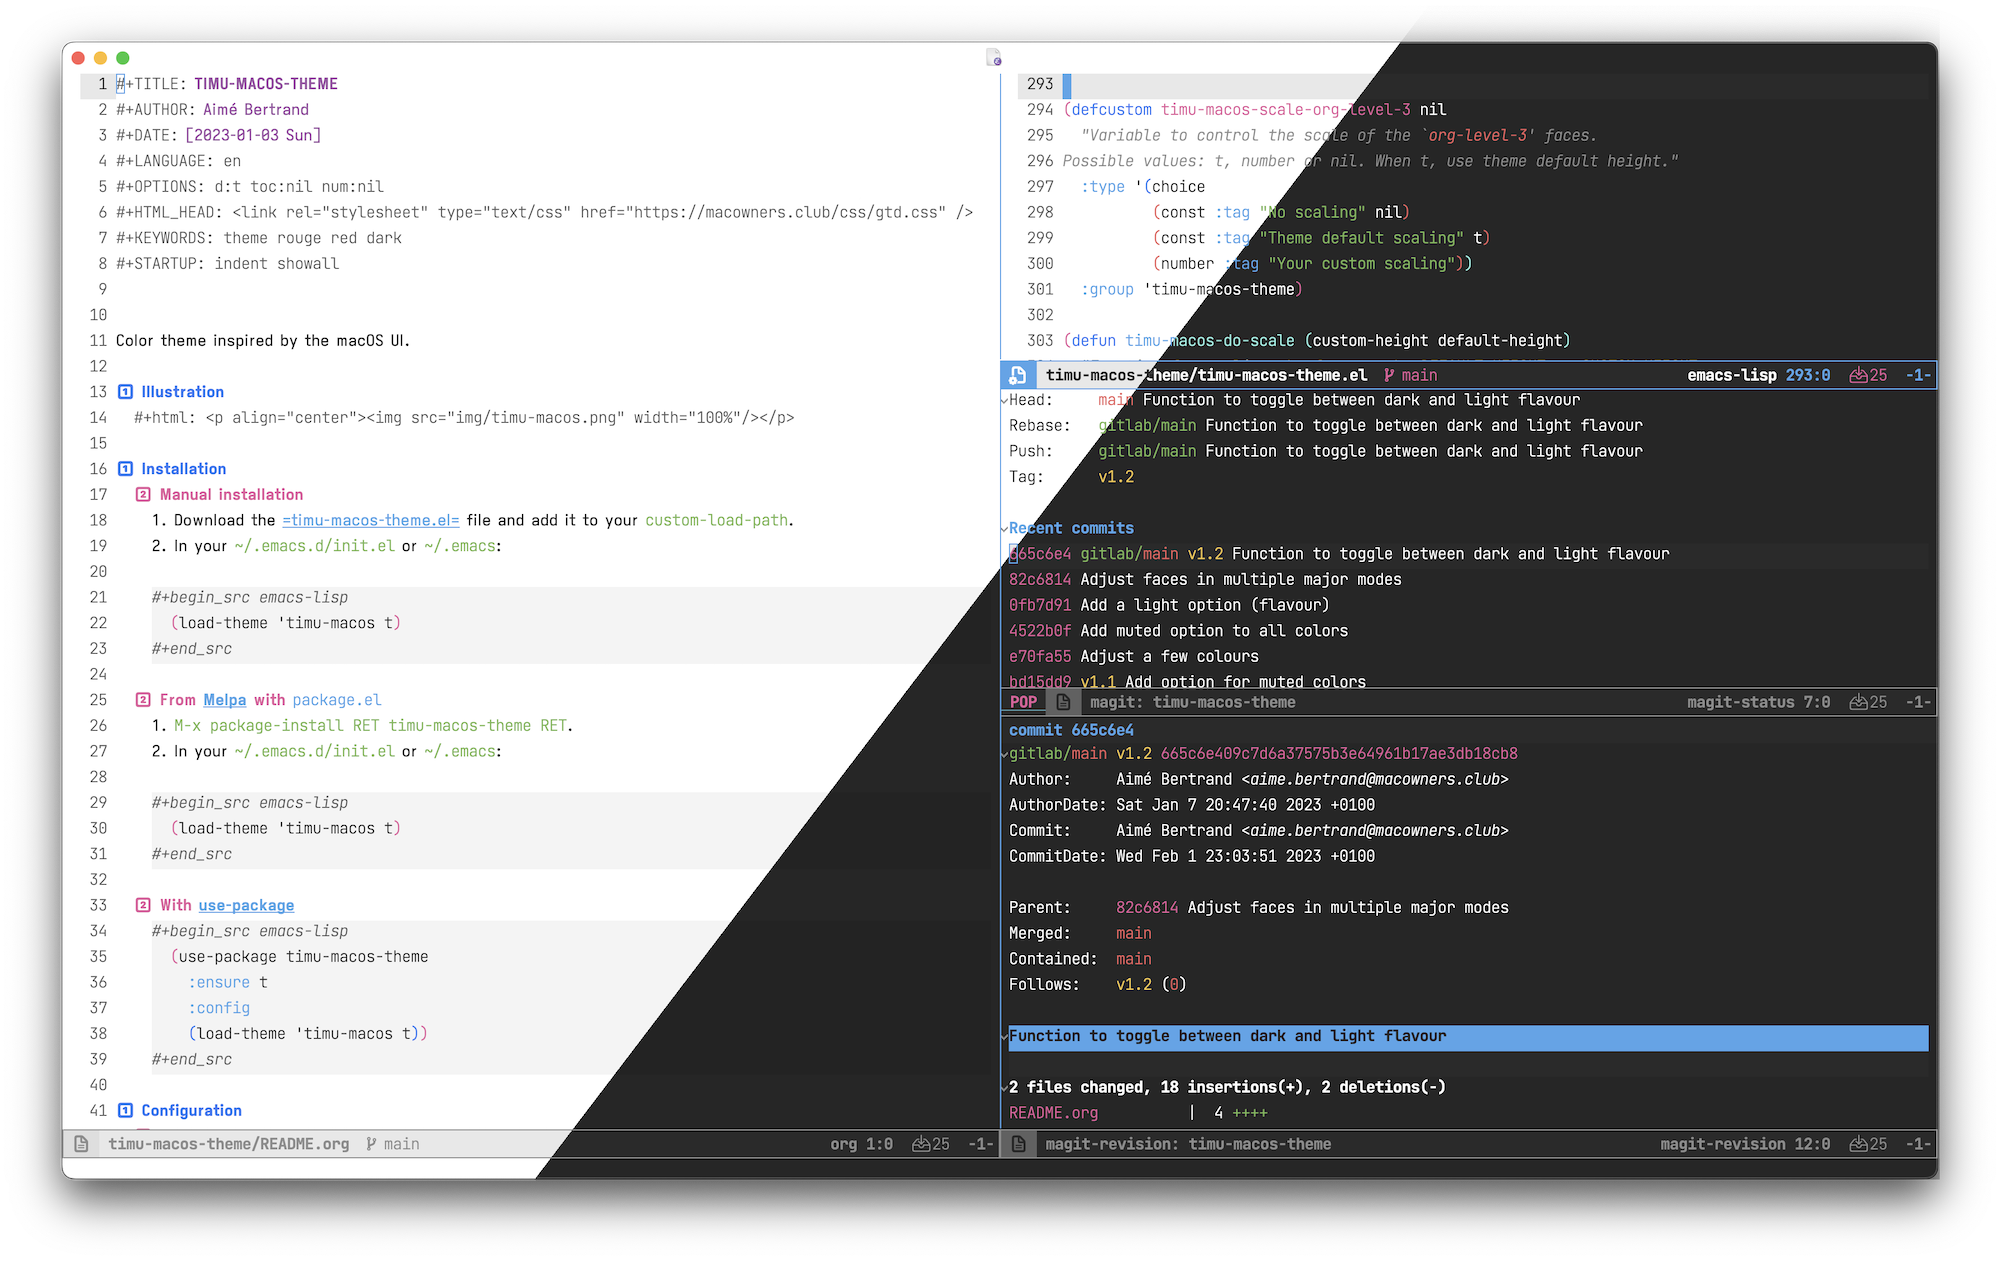 1 #+TITLE: TIMU-MACOS-THEME
2 #+AUTHOR: Aimé Bertrand
3 #+DATE: [2023-01-03 Sun]
4 #+LANGUAGE: en
5 #+OPTIONS: d:t toc:nil num:nil
6 #+HTML_HEAD: <link rel="stylesheet" type="text/css" href="https://macowners.club/css/gtd.css" />
7 #+KEYWORDS: theme rouge red dark
8 #+STARTUP: indent showall
9
10
11 Color theme inspired by the macOS UI.
12
13 1 Illustration
14 #+html: <p align="center"><img src="img/timu-macos.png" width="100%"/></p>
15
16 1 Installation
17 2 Manual installation
18 1. Download the =timu-macos-theme.el= file and add it to your custom-load-path.
19 2. In your ~/.emacs.d/init.el or ~/.emacs:
20
21 #+begin_src emacs-lisp
22 (load-theme 'timu-macos t)
23 #+end_src
24
25 2 From Melpa with package.el
26 1. M-x package-install RET timu-macos-theme RET.
27 2. In your ~/.emacs.d/init.el or ~/.emacs:
28
29 #+begin_src emacs-lisp
30 (load-theme 'timu-macos t)
31 #+end_src
32
33 2 With use-package
34 #+begin_src emacs-lisp
35 (use-package timu-macos-theme
36 :ensure t
37 :config
38 (load-theme 'timu-macos t))
39 #+end_src
40
41 1 Configuration
timu-macos-theme/README.org main org 1:0 25 -1-
293
294 (defcustom timu-macos-scale-org-level-3 nil
295 "Variable to control the scale of the `org-level-3' faces.
296 Possible values: t, number or nil. When t, use theme default height."
297 :type '(choice
298 (const :tag "No scaling" nil)
299 (const :tag "Theme default scaling" t)
300 (number :tag "Your custom scaling"))
301 :group 'timu-macos-theme)
302
303 (defun timu-macos-do-scale (custom-height default-height)
timu-macos-theme/timu-macos-theme.el main emacs-lisp 293:0 25 -1-
Head: main Function to toggle between dark and light flavour
Rebase: gitlab/main Function to toggle between dark and light flavour
Push: gitlab/main Function to toggle between dark and light flavour
Tag: v1.2
Recent commits
665c6e4 gitlab/main v1.2 Function to toggle between dark and light flavour
82c6814 Adjust faces in multiple major modes
0fb7d91 Add a light option (flavour)
4522b0f Add muted option to all colors
e70fa55 Adjust a few colours
bd15dd9 v1.1 Add option for muted colors
POP magit: timu-macos-theme magit-status 7:0 25 -1-
commit 665c6e4
gitlab/main v1.2 665c6e409c7d6a37575b3e64961b17ae3db18cb8
Author: Aimé Bertrand <aime.bertrand@macowners.club>
AuthorDate: Sat Jan 7 20:47:40 2023 +0100
Commit: Aimé Bertrand <aime.bertrand@macowners.club>
CommitDate: Wed Feb 1 23:03:51 2023 +0100
Parent: 82c6814 Adjust faces in multiple major modes
Merged: main
Contained: main
Follows: v1.2 (0)
Function to toggle between dark and light flavour
2 files changed, 18 insertions(+), 2 deletions(-)
README.org | 4 ++++
magit-revision: timu-macos-theme magit-revision 12:0 25 -1-